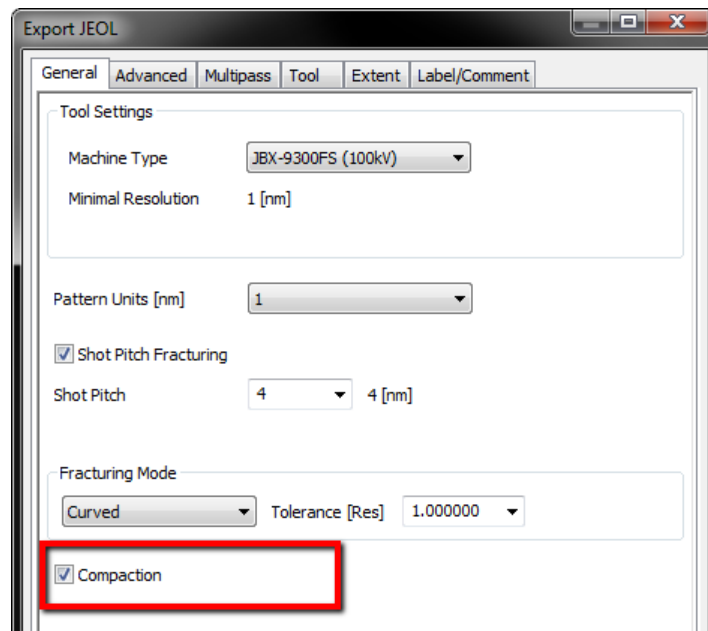 Export JEOL
General Advanced Multipass Tool Extent Label/Comment
Tool Settings
Machine Type JBX-9300FS (100kV)
Minimal Resolution 1 [nm]
Pattern Units [nm] 1
Shot Pitch Fracturing
Shot Pitch 4 4 [nm]
Fracturing Mode
Curved Tolerance [Res] 1.000000
Compaction